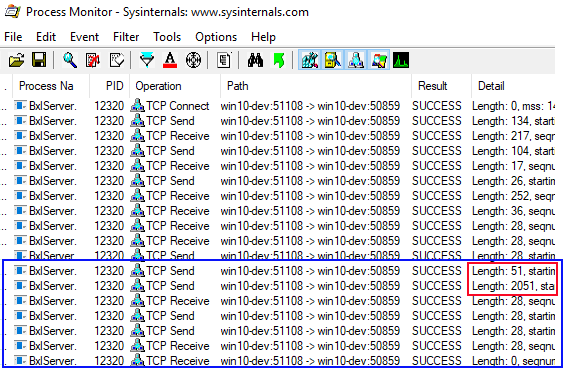 Process Monitor - Sysinternals: www.sysinternals.com
File Edit Event Filter Tools Options Help
Process Na PID Operation Path Result Detail
BxlServer. 12320 TCP Connect win10-dev:51108 -> win10-dev:50859 SUCCESS Length: 0, mss: 14
BxlServer. 12320 TCP Send win10-dev:51108 -> win10-dev:50859 SUCCESS Length: 134, startin
BxlServer. 12320 TCP Receive win10-dev:51108 -> win10-dev:50859 SUCCESS Length: 217, seqnu
BxlServer. 12320 TCP Send win10-dev:51108 -> win10-dev:50859 SUCCESS Length: 104, startin
BxlServer. 12320 TCP Receive win10-dev:51108 -> win10-dev:50859 SUCCESS Length: 17, seqnu
BxlServer. 12320 TCP Send win10-dev:51108 -> win10-dev:50859 SUCCESS Length: 26, startin
BxlServer. 12320 TCP Receive win10-dev:51108 -> win10-dev:50859 SUCCESS Length: 252, seqnu
BxlServer. 12320 TCP Receive win10-dev:51108 -> win10-dev:50859 SUCCESS Length: 36, seqnu
BxlServer. 12320 TCP Send win10-dev:51108 -> win10-dev:50859 SUCCESS Length: 28, startin
BxlServer. 12320 TCP Receive win10-dev:51108 -> win10-dev:50859 SUCCESS Length: 28, seqnu
BxlServer. 12320 TCP Receive win10-dev:51108 -> win10-dev:50859 SUCCESS Length: 28, seqnu
BxlServer. 12320 TCP Send win10-dev:51108 -> win10-dev:50859 SUCCESS Length: 51, startin
BxlServer. 12320 TCP Send win10-dev:51108 -> win10-dev:50859 SUCCESS Length: 2051, sta
BxlServer. 12320 TCP Receive win10-dev:51108 -> win10-dev:50859 SUCCESS Length: 28, seqnu
BxlServer. 12320 TCP Send win10-dev:51108 -> win10-dev:50859 SUCCESS Length: 28, startin
BxlServer. 12320 TCP Send win10-dev:51108 -> win10-dev:50859 SUCCESS Length: 28, startin
BxlServer. 12320 TCP Receive win10-dev:51108 -> win10-dev:50859 SUCCESS Length: 28, seqnu
BxlServer. 12320 TCP Receive win10-dev:51108 -> win10-dev:50859 SUCCESS Length: 0, seqnu